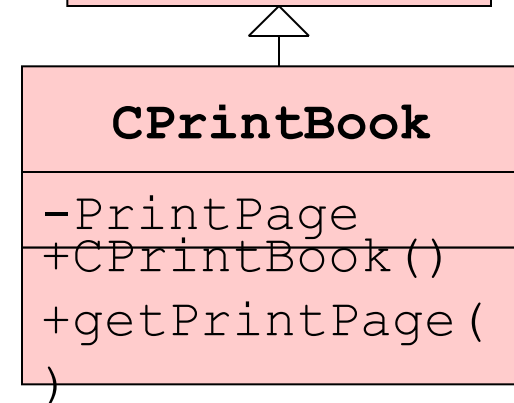 CPrintBook
-PrintPage
+CPrintBook()
+getPrintPage(
)